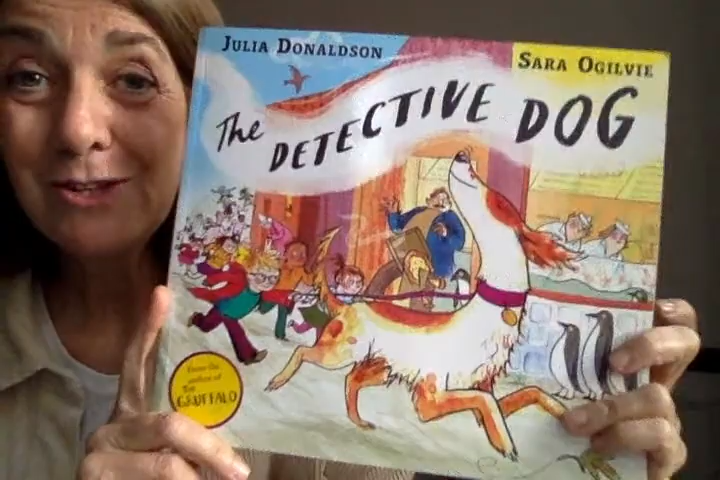 JULIA DONALDSON
SARA OGILVIE
The DETECTIVE DOG
From the
author of
THE
GRUFFALO